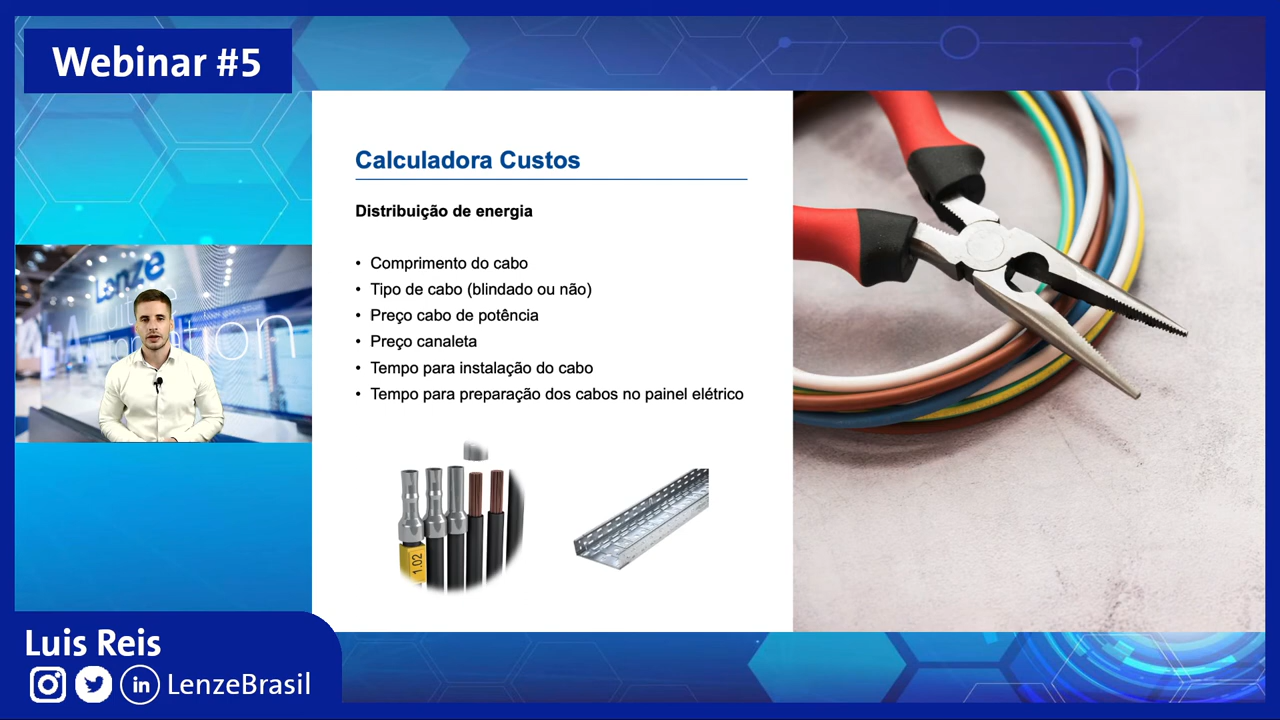 Webinar #5
Calculadora Custos
Distribuição de energia
• Comprimento do cabo
• Tipo de cabo (blindado ou não)
• Preço cabo de potência
• Preço canaleta
• Tempo para instalação do cabo
• Tempo para preparação dos cabos no painel elétrico
Lenze
1.02
Luis Reis
in LenzeBrasil